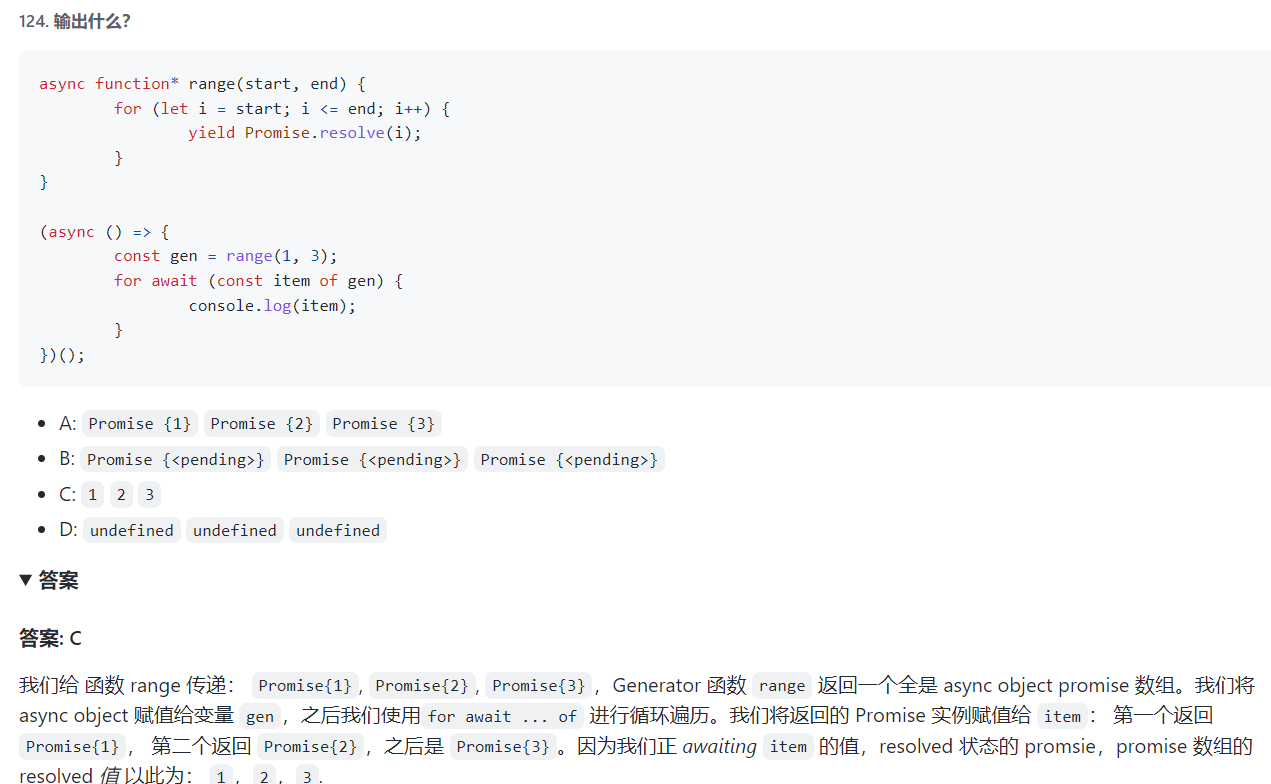 124. 输出什么?
async function* range(start, end) {
for (let i = start; i <= end; i++) {
yield Promise.resolve(i);
}
}
(async () => {
const gen = range(1, 3);
for await (const item of gen) {
console.log(item);
}
})();
A: Promise {1} Promise {2} Promise {3}
B: Promise {<pending>} Promise {<pending>} Promise {<pending>}
C: 1 2 3
D: undefined undefined undefined
答案
答案: C
我们给 函数 range 传递： Promise{1}, Promise{2}, Promise{3}，Generator 函数 range 返回一个全是 async object promise 数组。我们将
async object 赋值给变量 gen，之后我们使用 for await ... of 进行循环遍历。我们将返回的 Promise 实例赋值给 item： 第一个返回
Promise{1}， 第二个返回 Promise{2}，之后是 Promise{3}。因为我们正 awaiting item 的值，resolved 状态的 promsie，promise 数组的
resolved 值 以此为： 1，2，3.